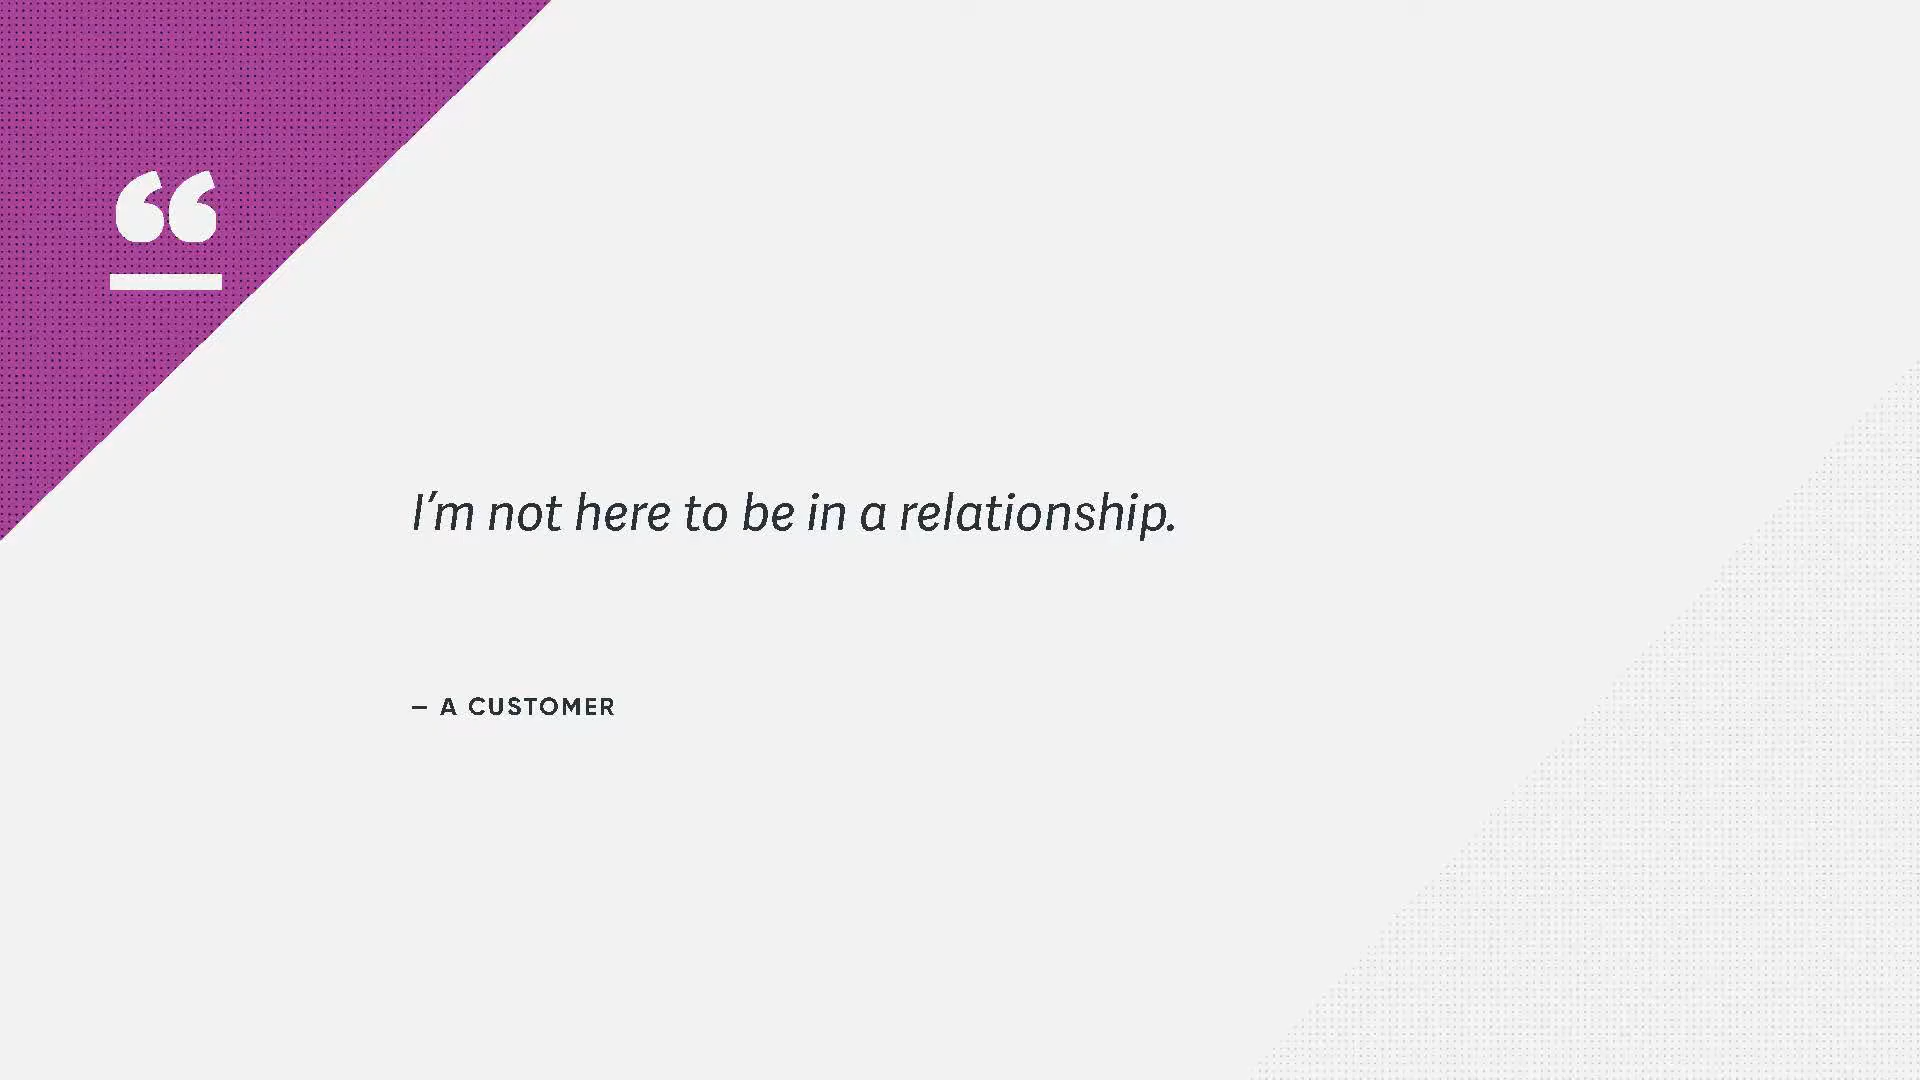 “
I’m not here to be in a relationship.
– A CUSTOMER